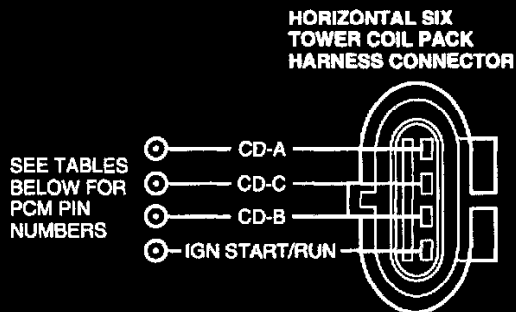 HORIZONTAL SIX
TOWER COIL PACK
HARNESS CONNECTOR
SEE TABLES
BELOW FOR
PCM PIN
NUMBERS
CD-A
CD-C
CD-B
IGN START/RUN